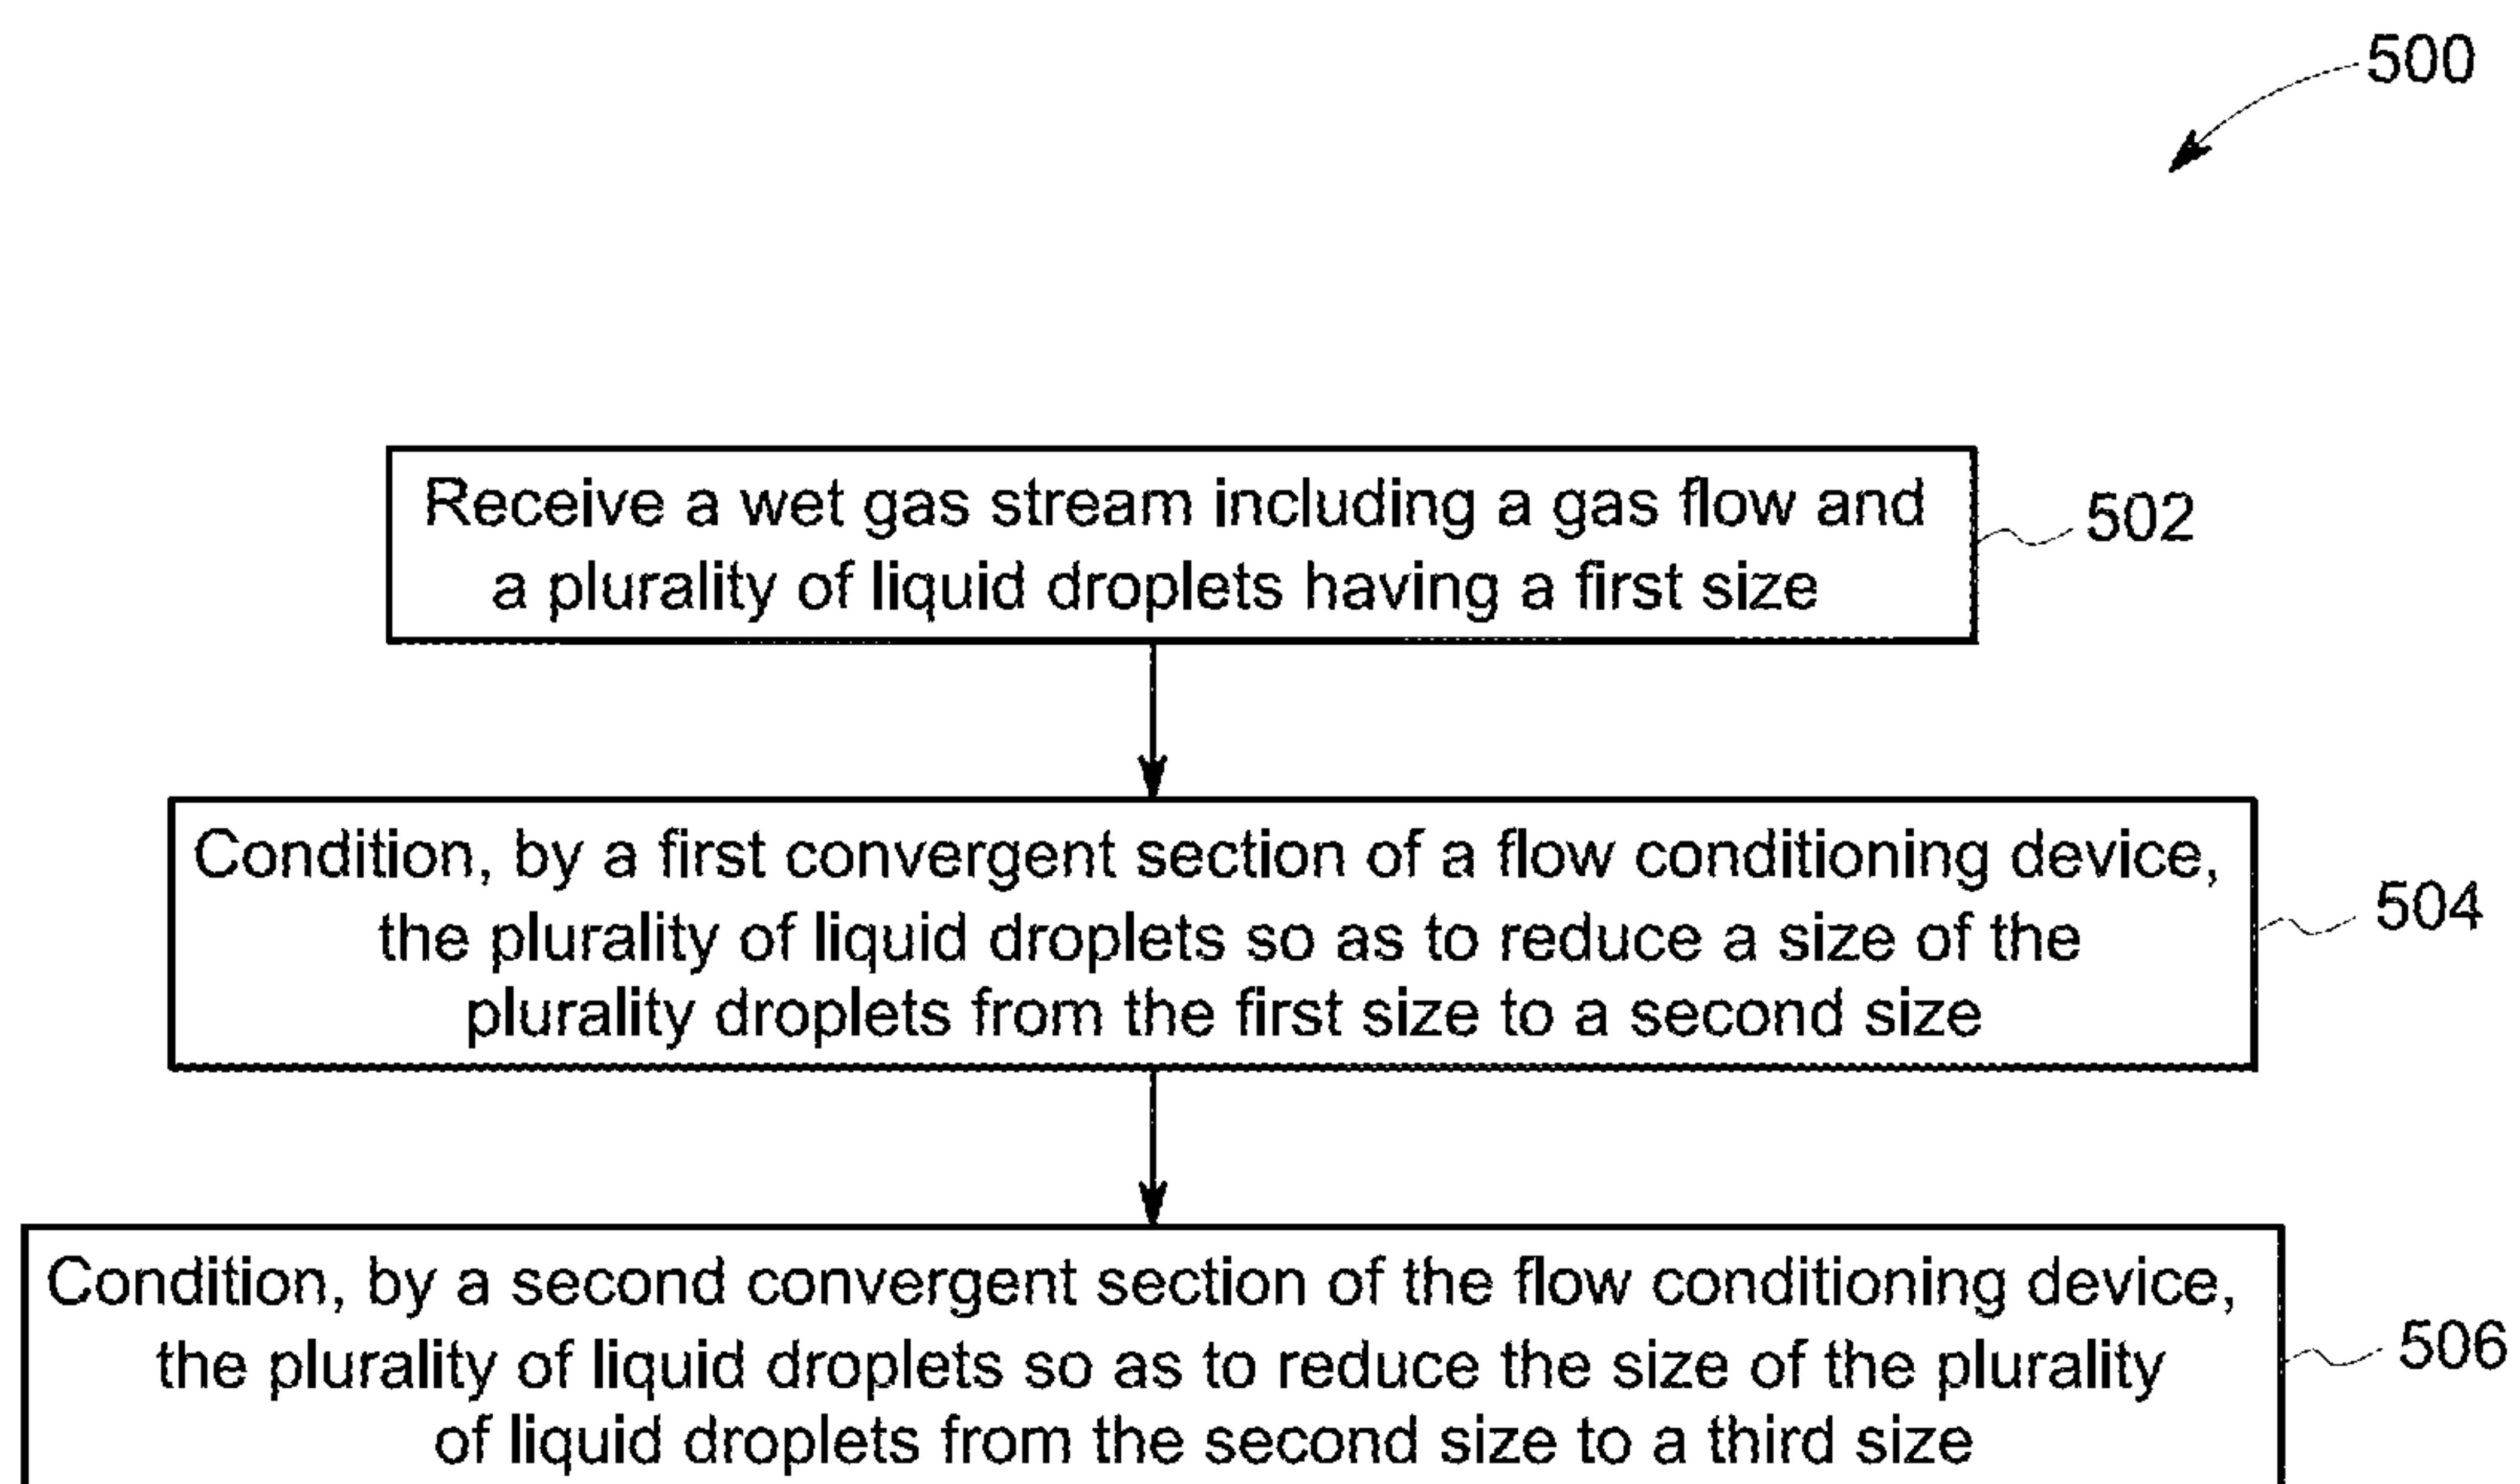 500
Receive a wet gas stream including a gas flow and
a plurality of liquid droplets having a first size
502
Condition, by a first convergent section of a flow conditioning device,
the plurality of liquid droplets so as to reduce a size of the
plurality droplets from the first size to a second size
504
Condition, by a second convergent section of the flow conditioning device,
the plurality of liquid droplets so as to reduce the size of the plurality
of liquid droplets from the second size to a third size
506